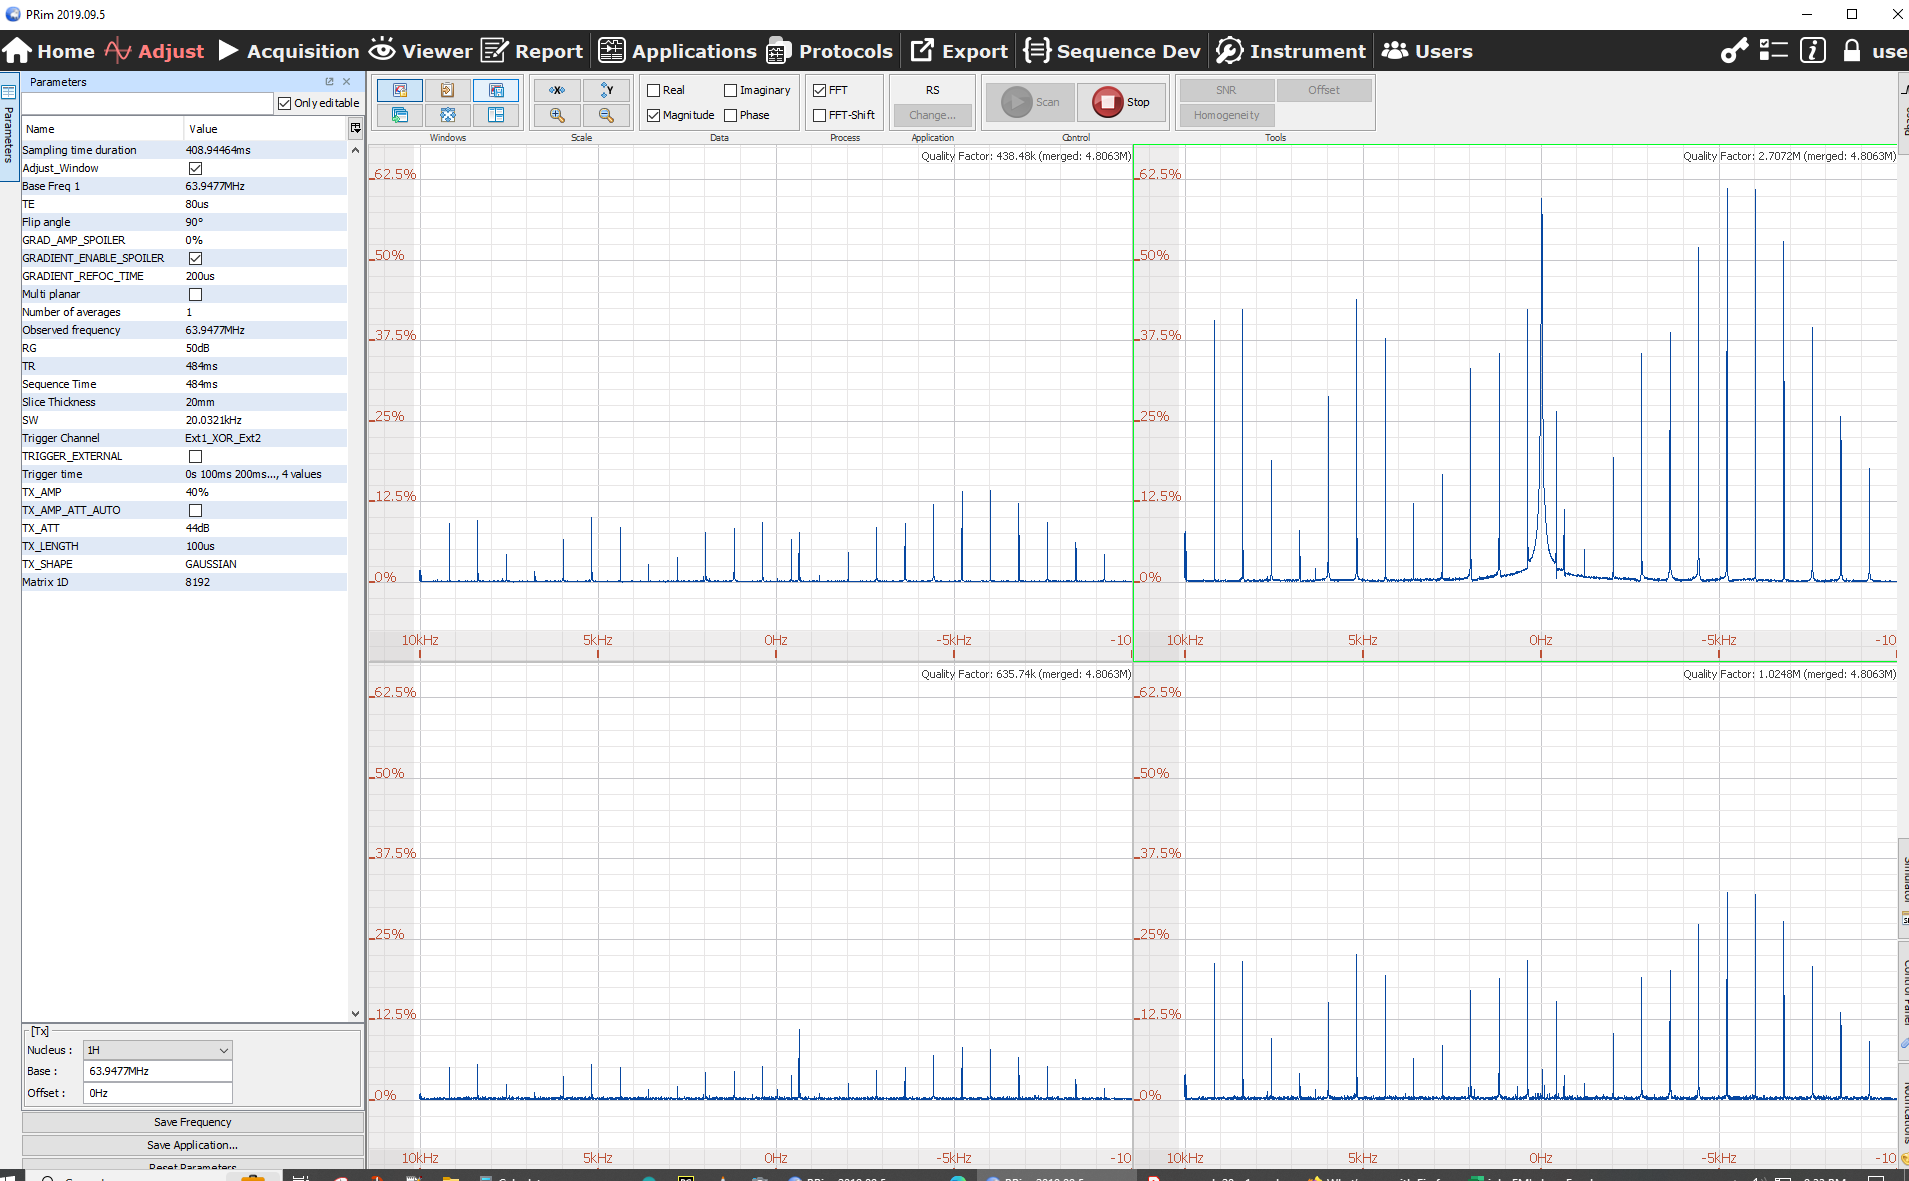 PRim 2019.09.5
Home Adjust Acquisition Viewer Report Applications Protocols Export Sequence Dev Instrument Users use
Parameters
Only editable
Name Value
Sampling time duration 408.94464ms
Adjust_Window
Base Freq 1 63.9477MHz
TE 80us
Flip angle 90°
GRAD_AMP_SPOILER 0%
GRADIENT_ENABLE_SPOILER
GRADIENT_REFOC_TIME 200us
Multi planar
Number of averages 1
Observed frequency 63.9477MHz
RG 50dB
TR 484ms
Sequence Time 484ms
Slice Thickness 20mm
SW 20.0321kHz
Trigger Channel Ext1_XOR_Ext2
TRIGGER_EXTERNAL
Trigger time 0s 100ms 200ms..., 4 values
TX_AMP 40%
TX_AMP_ATT_AUTO
TX_ATT 44dB
TX_LENGTH 100us
TX_SHAPE GAUSSIAN
Matrix 1D 8192
[Tx]
Nucleus : 1H
Base : 63.9477MHz
Offset : 0Hz
Save Frequency
Save Application...
Reset Parameters
Parameters
Windows
Scale
Real Imaginary
Magnitude Phase
Data
FFT
FFT-Shift
Process
RS
Change...
Application
Scan Stop
Control
SNR Offset
Homogeneity
Tools
Quality Factor: 438.48k (merged: 4.8063M)
62.5%
50%
37.5%
25%
12.5%
0%
10kHz 5kHz 0Hz -5kHz -10
Quality Factor: 2.7072M (merged: 4.8063M)
62.5%
50%
37.5%
25%
12.5%
0%
10kHz 5kHz 0Hz -5kHz -10
Quality Factor: 635.74k (merged: 4.8063M)
62.5%
50%
37.5%
25%
12.5%
0%
10kHz 5kHz 0Hz -5kHz -10
Quality Factor: 1.0248M (merged: 4.8063M)
62.5%
50%
37.5%
25%
12.5%
0%
10kHz 5kHz 0Hz -5kHz -10